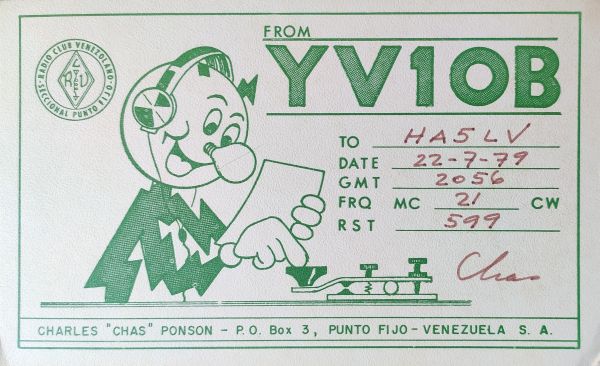 RADIO CLUB VENEZOLANO
SECCIONAL PUNTO FIJO
FROM
YV1OB
TO HA5LV
DATE 22-7-79
GMT 2056
FRQ MC 21 CW
RST 599
Chas
CHARLES "CHAS" PONSON - P.O. Box 3, PUNTO FIJO - VENEZUELA S. A.